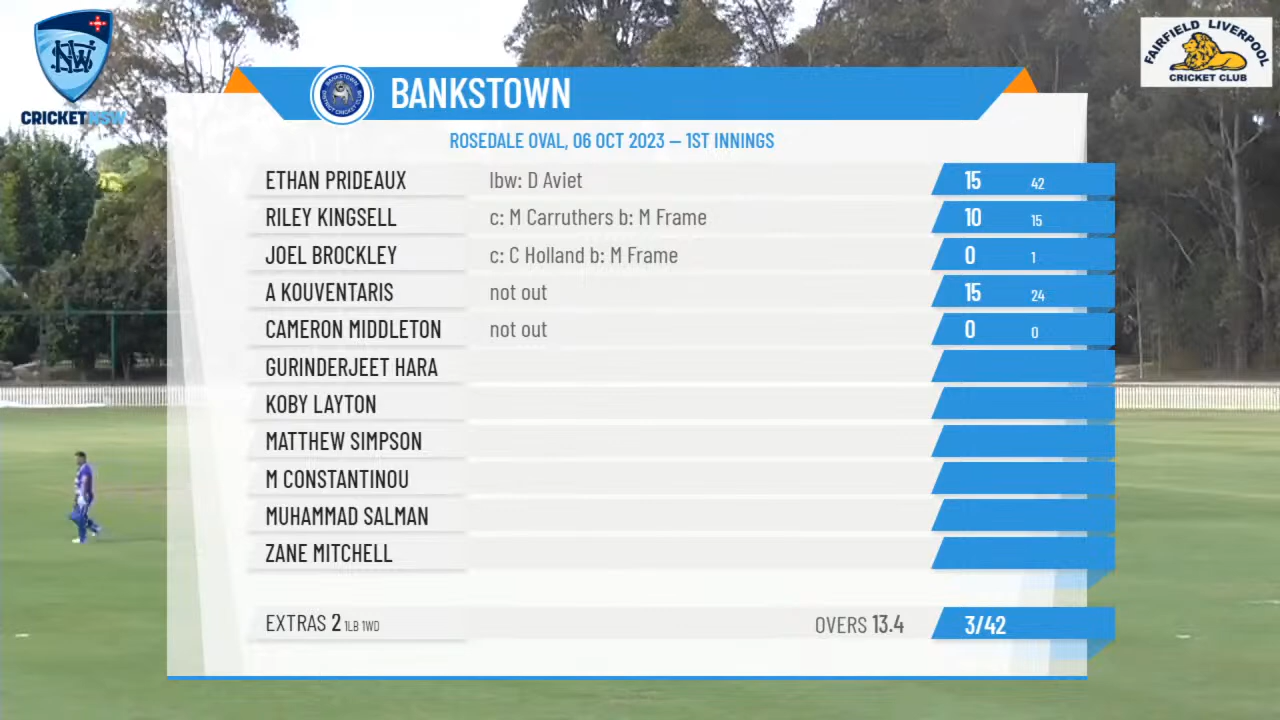 FAIRFIELD LIVERPOOL
CRICKET CLUB
NSW
CRICKET NSW
BANKSTOWN
ROSEDALE OVAL, 06 OCT 2023 – 1ST INNINGS
ETHAN PRIDEAUX lbw: D Aviet 15 42
RILEY KINGSELL c: M Carruthers b: M Frame 10 15
JOEL BROCKLEY c: C Holland b: M Frame 0 1
A KOUVENTARIS not out 15 24
CAMERON MIDDLETON not out 0 0
GURINDERJEET HARA
KOBY LAYTON
MATTHEW SIMPSON
M CONSTANTINOU
MUHAMMAD SALMAN
ZANE MITCHELL
EXTRAS 2 1LB 1WD OVERS 13.4 3/42